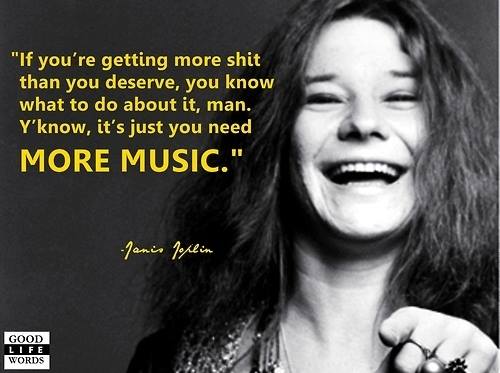 "If you're getting more shit
than you deserve, you know
what to do about it, man.
Y'know, it's just you need
MORE MUSIC."
-Janis Joplin
GOOD
LIFE
WORDS